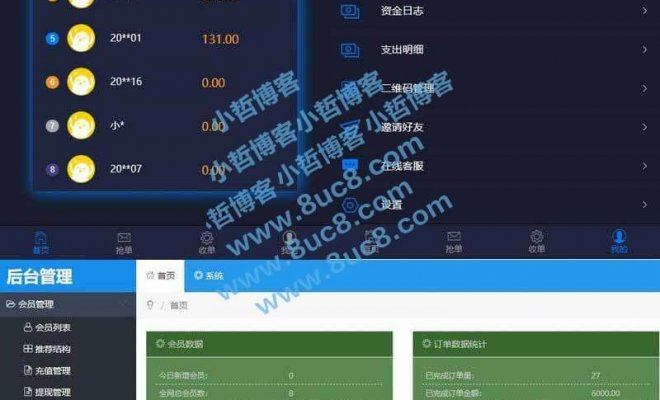 资金日志
5 20**01 131.00
支出明细
6 20**16 0.00
二维码管理
7 小* 0.00
邀请好友
8 20**07 0.00
在线客服
设置
首页 抢单 收单 我的 首页 抢单 收单 我的
小哲博客小哲博客小哲博客
小哲博客小哲博客
www.8uc8.com
www.8uc8.com
www.8uc8.com
后台管理 首页 系统
会员管理 / 首页
会员列表
会员数据 订单数据统计
推荐结构
充值管理 今日新增会员: 0 已完成订单量: 27
提现管理 全网总会员数: 8 已完成订单金额: 6000.00